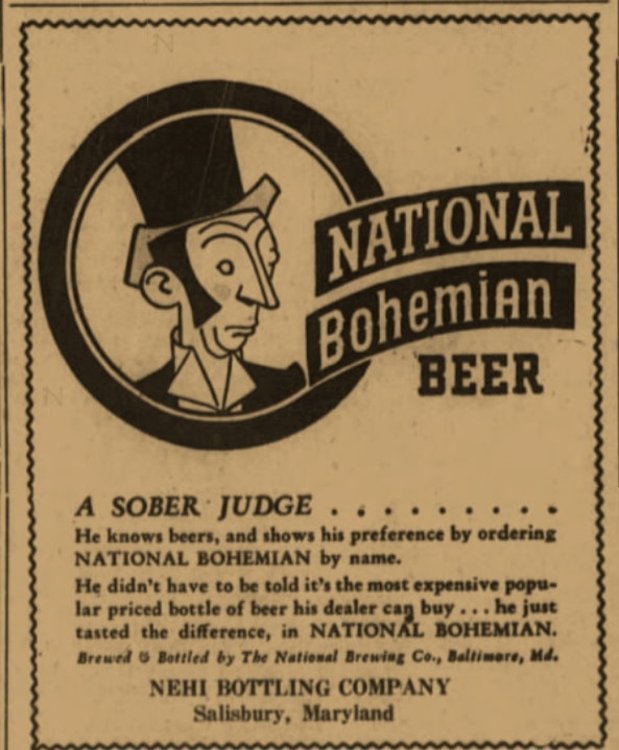 NATIONAL
Bohemian
BEER
A SOBER JUDGE . . . . . . . . . .
He knows beers, and shows his preference by ordering
NATIONAL BOHEMIAN by name.
He didn't have to be told it's the most expensive popu-
lar priced bottle of beer his dealer can buy . . . he just
tasted the difference, in NATIONAL BOHEMIAN.
Brewed & Bottled by The National Brewing Co., Baltimore, Md.
NEHI BOTTLING COMPANY
Salisbury, Maryland